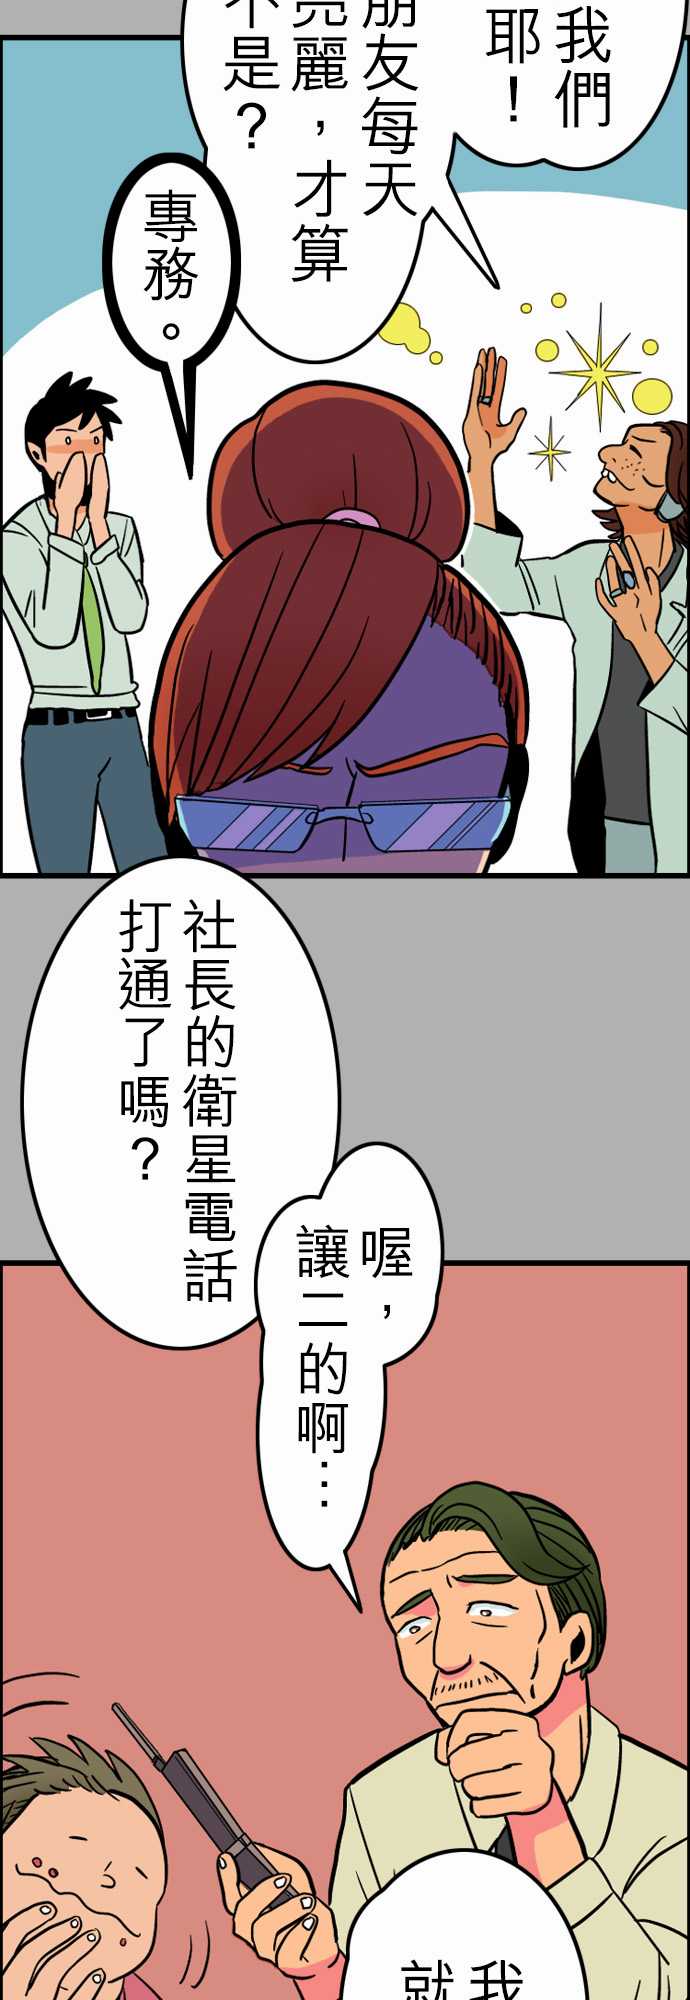 我們
耶！
朋友每天
亮麗，才算
不是？
專務。
社長的衛星電話
打通了嗎？
喔，
讓二的啊…
我
就